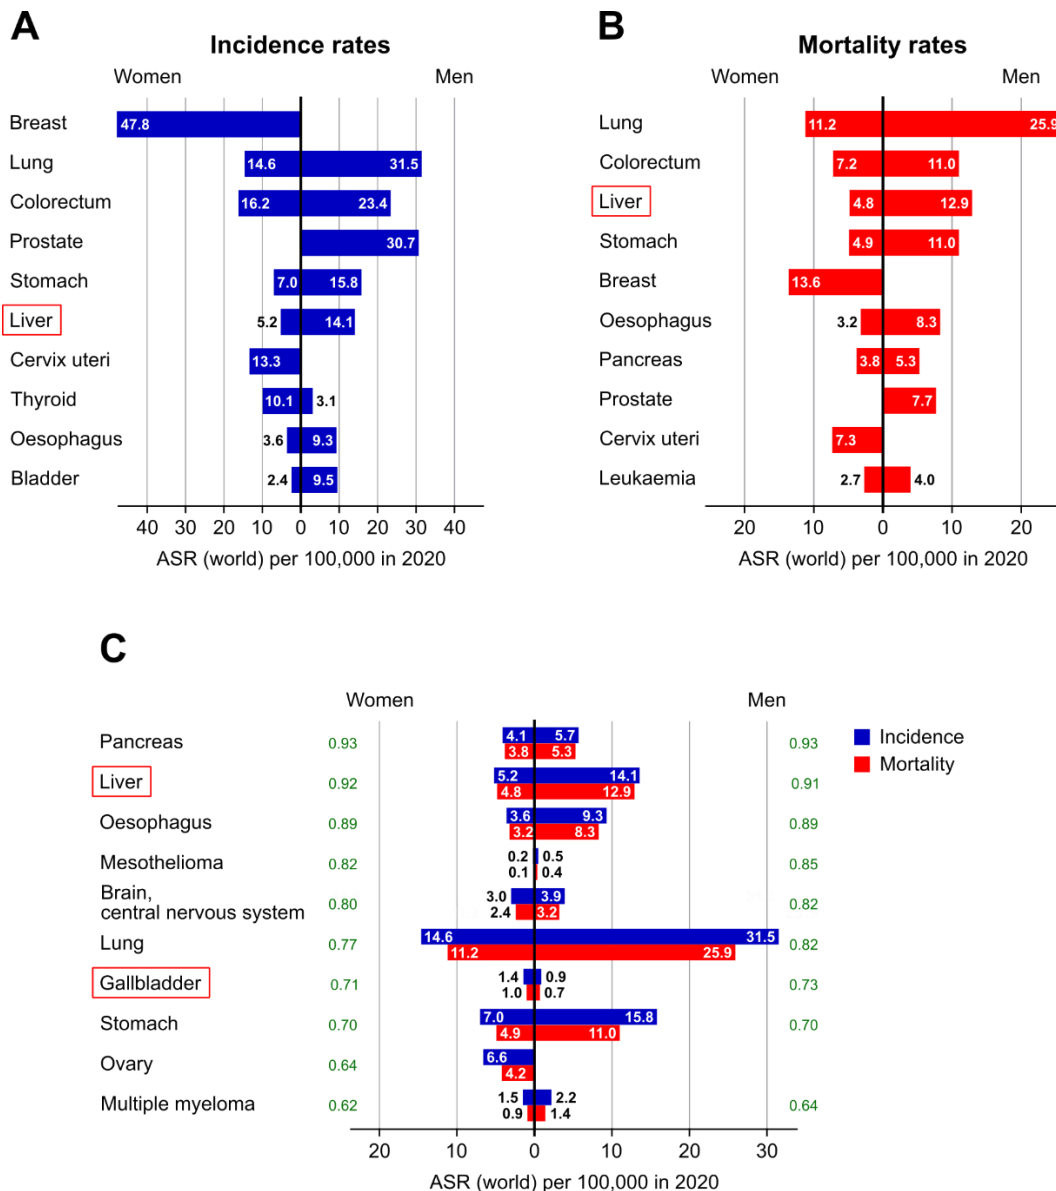 A
Incidence rates
Women Men
Breast 47.8
Lung 14.6 31.5
Colorectum 16.2 23.4
Prostate 30.7
Stomach 7.0 15.8
Liver 5.2 14.1
Cervix uteri 13.3
Thyroid 10.1 3.1
Oesophagus 3.6 9.3
Bladder 2.4 9.5
40 30 20 10 0 10 20 30 40
ASR (world) per 100,000 in 2020
B
Mortality rates
Women Men
Lung 11.2 25.9
Colorectum 7.2 11.0
Liver 4.8 12.9
Stomach 4.9 11.0
Breast 13.6
Oesophagus 3.2 8.3
Pancreas 3.8 5.3
Prostate 7.7
Cervix uteri 7.3
Leukaemia 2.7 4.0
20 10 0 10 20
ASR (world) per 100,000 in 2020
C
Women Men
Incidence
Mortality
Pancreas 0.93 4.1 5.7 0.93
3.8 5.3
Liver 0.92 5.2 14.1 0.91
4.8 12.9
Oesophagus 0.89 3.6 9.3 0.89
3.2 8.3
Mesothelioma 0.82 0.2 0.5 0.85
0.1 0.4
Brain,
central nervous system 0.80 3.0 3.9 0.82
2.4 3.2
Lung 0.77 14.6 31.5 0.82
11.2 25.9
Gallbladder 0.71 1.4 0.9 0.73
1.0 0.7
Stomach 0.70 7.0 15.8 0.70
4.9 11.0
Ovary 0.64 6.6
4.2
Multiple myeloma 0.62 1.5 2.2 0.64
0.9 1.4
20 10 0 10 20 30
ASR (world) per 100,000 in 2020